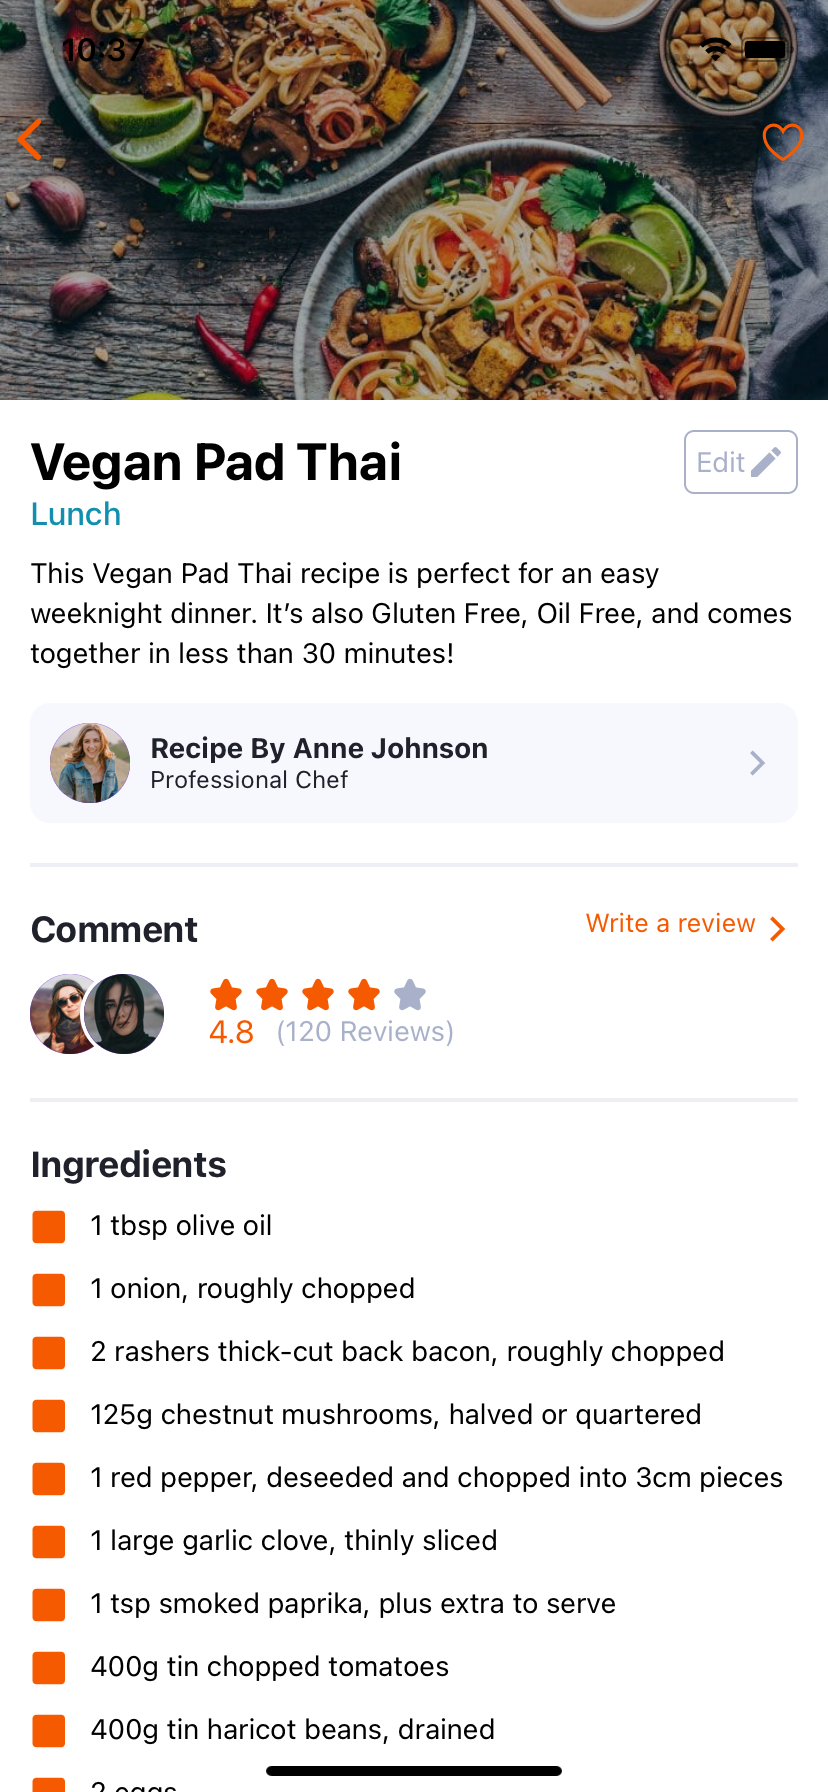 10:37
Vegan Pad Thai
Edit
Lunch
This Vegan Pad Thai recipe is perfect for an easy
weeknight dinner. It’s also Gluten Free, Oil Free, and comes
together in less than 30 minutes!
Recipe By Anne Johnson
Professional Chef
Comment
Write a review
4.8 (120 Reviews)
Ingredients
1 tbsp olive oil
1 onion, roughly chopped
2 rashers thick-cut back bacon, roughly chopped
125g chestnut mushrooms, halved or quartered
1 red pepper, deseeded and chopped into 3cm pieces
1 large garlic clove, thinly sliced
1 tsp smoked paprika, plus extra to serve
400g tin chopped tomatoes
400g tin haricot beans, drained
2 eggs